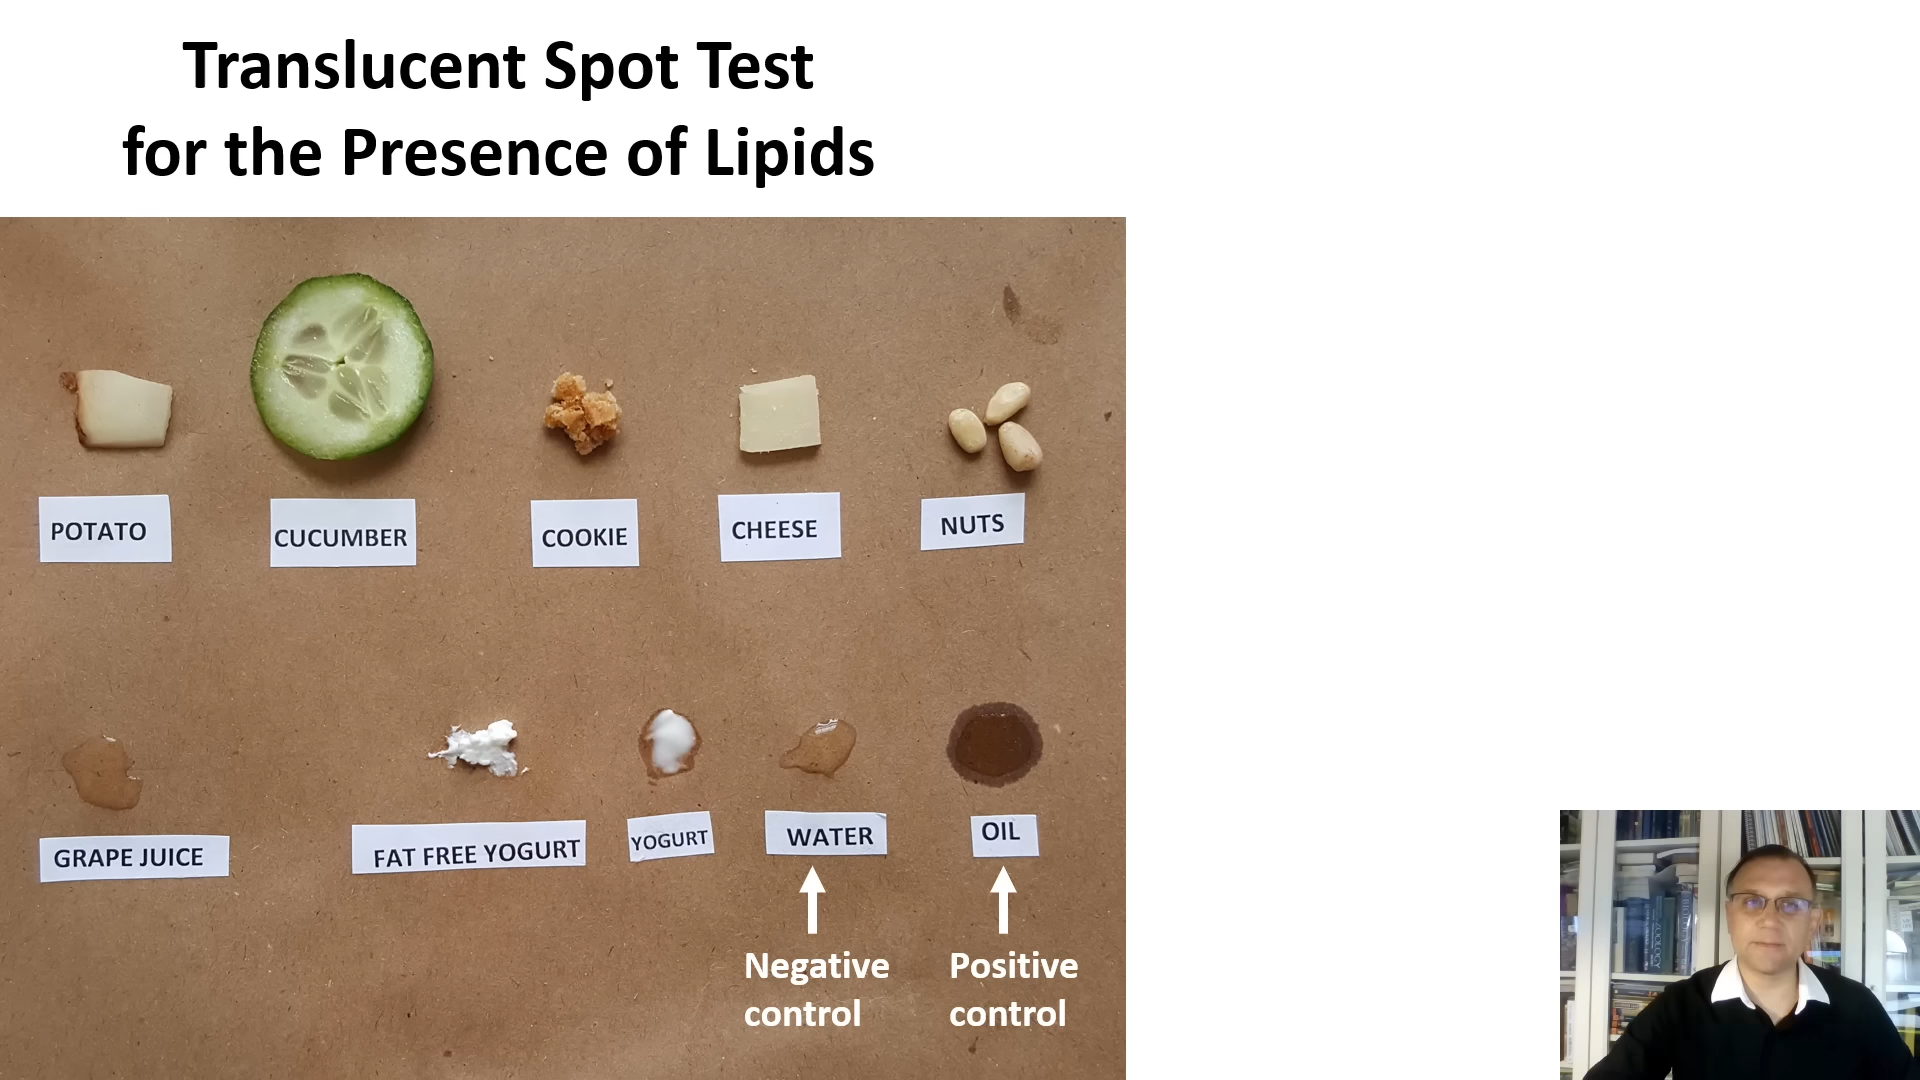 Translucent Spot Test
for the Presence of Lipids
POTATO
CUCUMBER
COOKIE
CHEESE
NUTS
GRAPE JUICE
FAT FREE YOGURT
YOGURT
WATER
OIL
Negative
control
Positive
control
ZOOLOGY